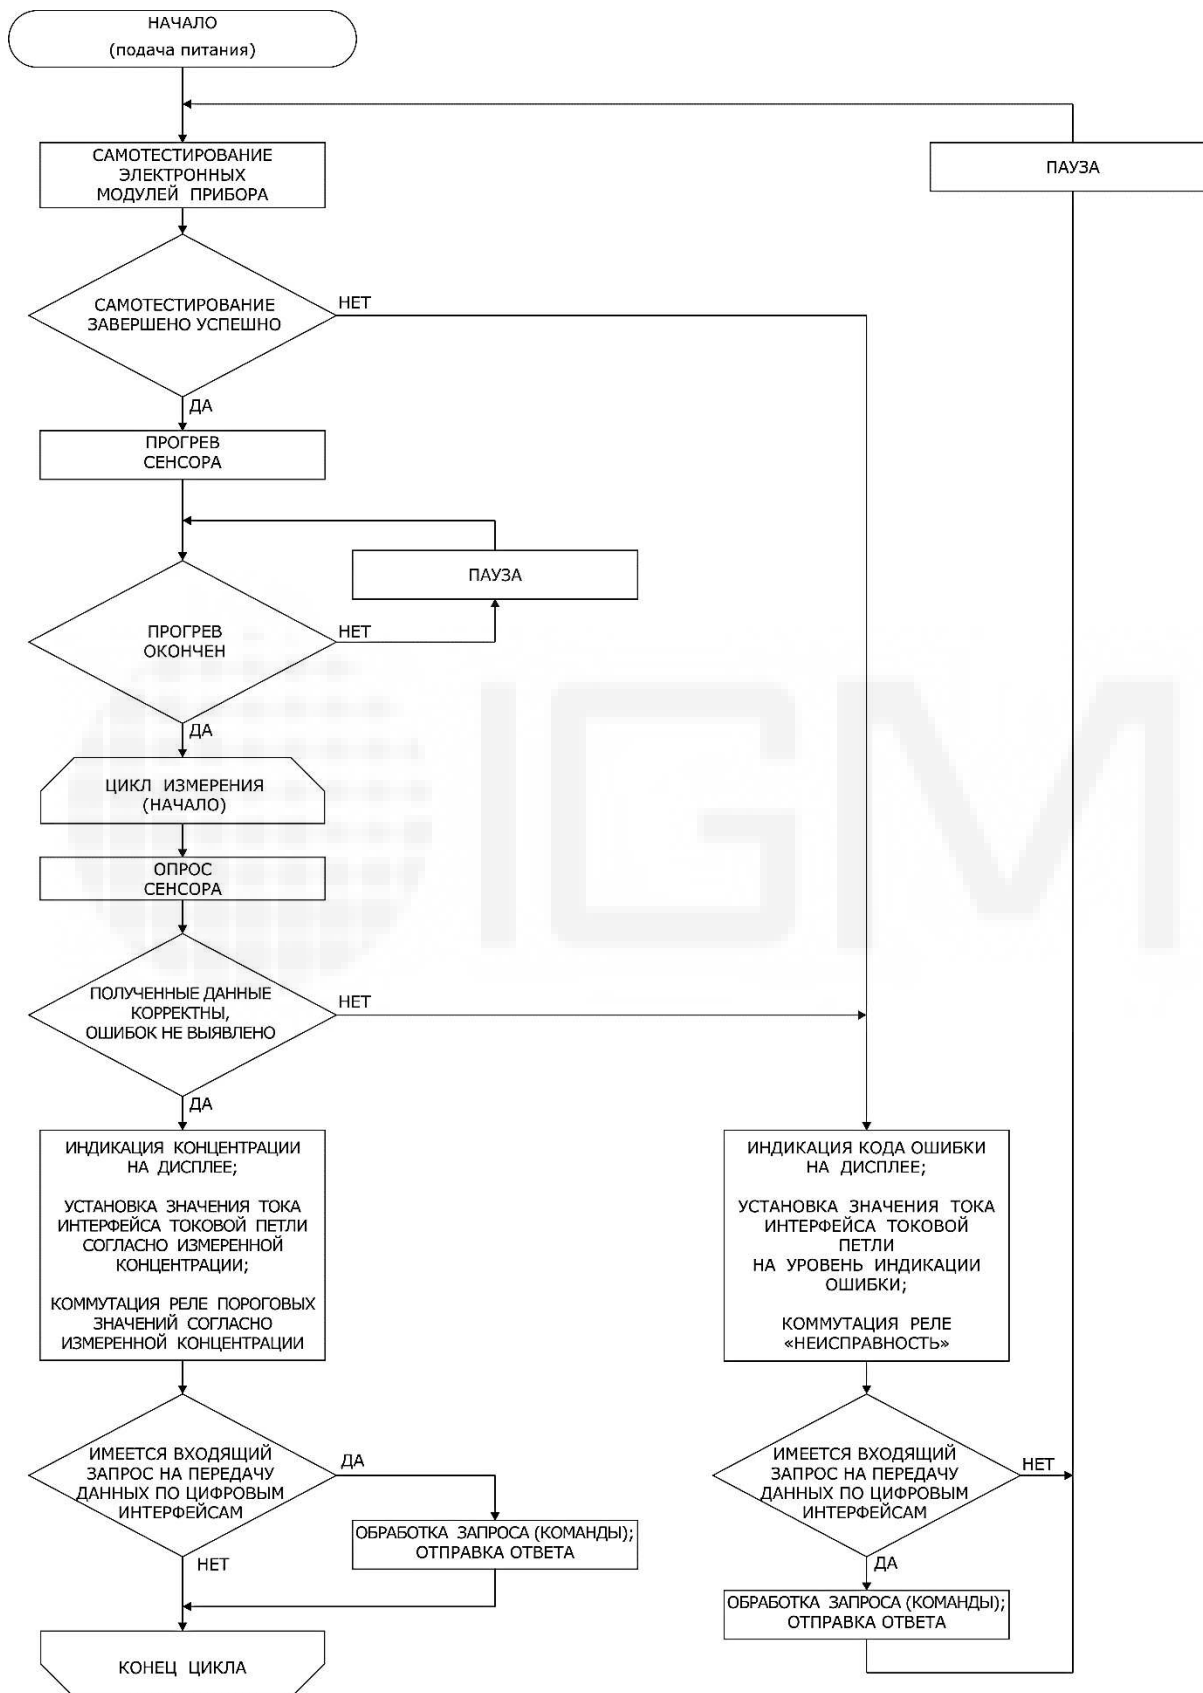 НАЧАЛО
(подача питания)
САМОТЕСТИРОВАНИЕ
ЭЛЕКТРОННЫХ
МОДУЛЕЙ ПРИБОРА
ПАУЗА
САМОТЕСТИРОВАНИЕ
ЗАВЕРШЕНО УСПЕШНО
НЕТ
ДА
ПРОГРЕВ
СЕНСОРА
ПАУЗА
ПРОГРЕВ
ОКОНЧЕН
НЕТ
ДА
ЦИКЛ ИЗМЕРЕНИЯ
(НАЧАЛО)
ОПРОС
СЕНСОРА
ПОЛУЧЕННЫЕ ДАННЫЕ
КОРРЕКТНЫ,
ОШИБОК НЕ ВЫЯВЛЕНО
НЕТ
ДА
IGM
ИНДИКАЦИЯ КОНЦЕНТРАЦИИ
НА ДИСПЛЕЕ;
УСТАНОВКА ЗНАЧЕНИЯ ТОКА
ИНТЕРФЕЙСА ТОКОВОЙ ПЕТЛИ
СОГЛАСНО ИЗМЕРЕННОЙ
КОНЦЕНТРАЦИИ;
КОММУТАЦИЯ РЕЛЕ ПОРОГОВЫХ
ЗНАЧЕНИЙ СОГЛАСНО
ИЗМЕРЕННОЙ КОНЦЕНТРАЦИИ
ИНДИКАЦИЯ КОДА ОШИБКИ
НА ДИСПЛЕЕ;
УСТАНОВКА ЗНАЧЕНИЯ ТОКА
ИНТЕРФЕЙСА ТОКОВОЙ
ПЕТЛИ
НА УРОВЕНЬ ИНДИКАЦИИ
ОШИБКИ;
КОММУТАЦИЯ РЕЛЕ
«НЕИСПРАВНОСТЬ»
ИМЕЕТСЯ ВХОДЯЩИЙ
ЗАПРОС НА ПЕРЕДАЧУ
ДАННЫХ ПО ЦИФРОВЫМ
ИНТЕРФЕЙСАМ
ДА
НЕТ
ОБРАБОТКА ЗАПРОСА (КОМАНДЫ);
ОТПРАВКА ОТВЕТА
ИМЕЕТСЯ ВХОДЯЩИЙ
ЗАПРОС НА ПЕРЕДАЧУ
ДАННЫХ ПО ЦИФРОВЫМ
ИНТЕРФЕЙСАМ
НЕТ
ДА
ОБРАБОТКА ЗАПРОСА (КОМАНДЫ);
ОТПРАВКА ОТВЕТА
КОНЕЦ ЦИКЛА